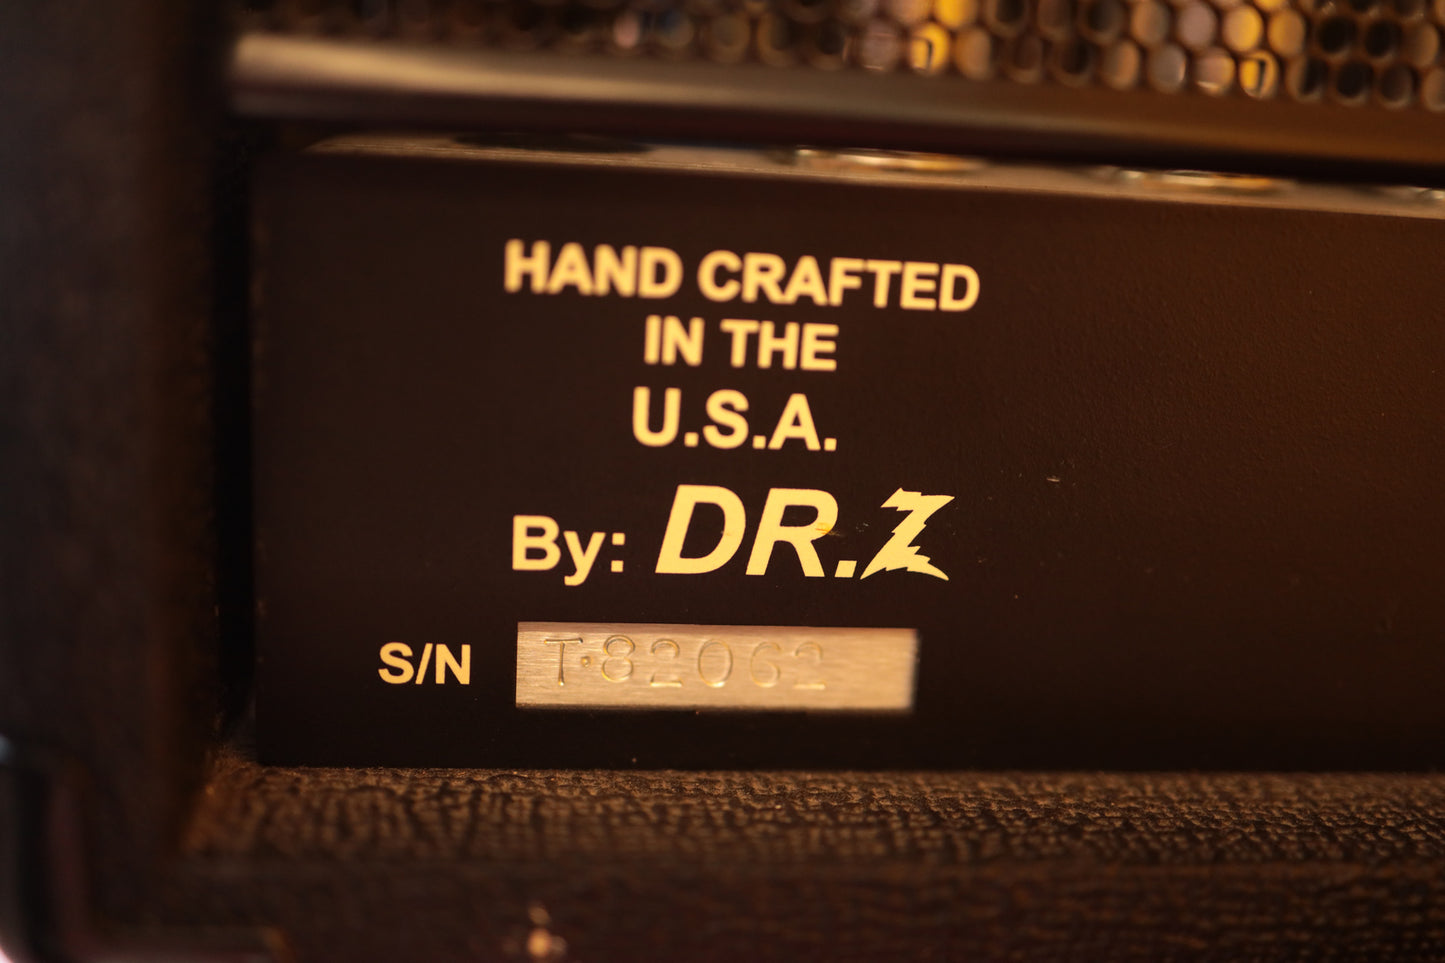 HAND CRAFTED
IN THE
U.S.A.
By: DR.Z
S/N T·82062